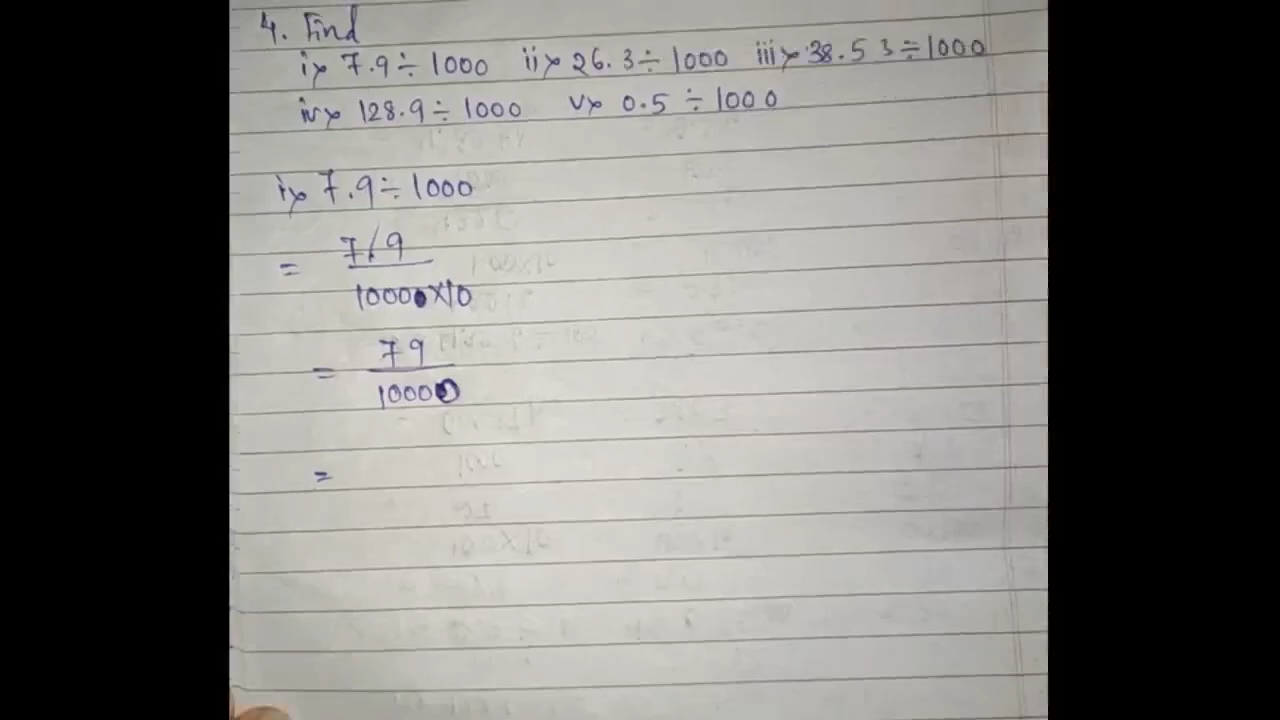 4. Find
i> 7.9 ÷ 1000 ii> 26.3 ÷ 1000 iii> 38.53 ÷ 1000
iv> 128.9 ÷ 1000 v> 0.5 ÷ 1000
i> 7.9 ÷ 1000
= 7/9
1000 × 10
= 79
10000
=